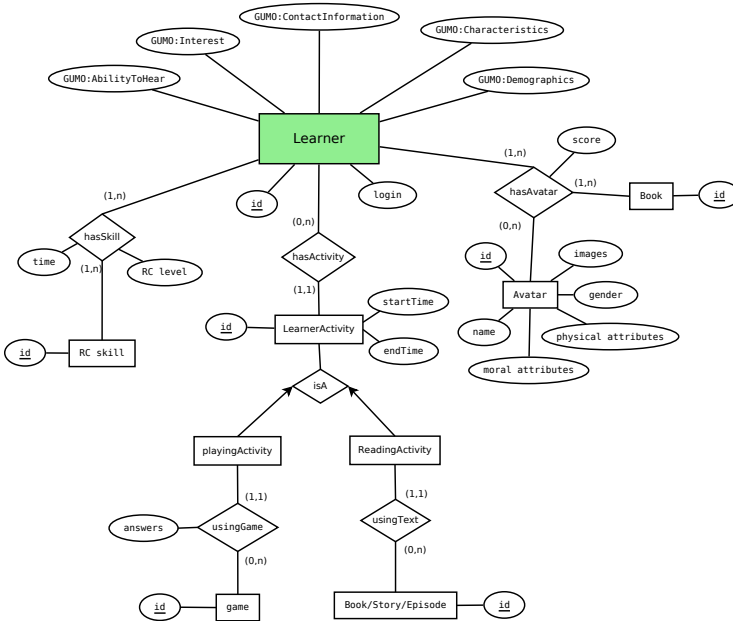 GUMO:ContactInformation
GUMO:Interest
GUMO:Characteristics
GUMO:AbilityToHear
GUMO:Demographics
Learner
score
(1,n)
hasAvatar
(1,n)
Book
id
id
login
(1,n)
(0,n)
(0,n)
hasSkill
time
(1,n)
RC level
hasActivity
(1,1)
id
images
Avatar
gender
name
physical attributes
moral attributes
id
LearnerActivity
startTime
endTime
id
RC skill
isA
playingActivity
ReadingActivity
(1,1)
(1,1)
answers
usingGame
usingText
(0,n)
(0,n)
id
game
Book/Story/Episode
id